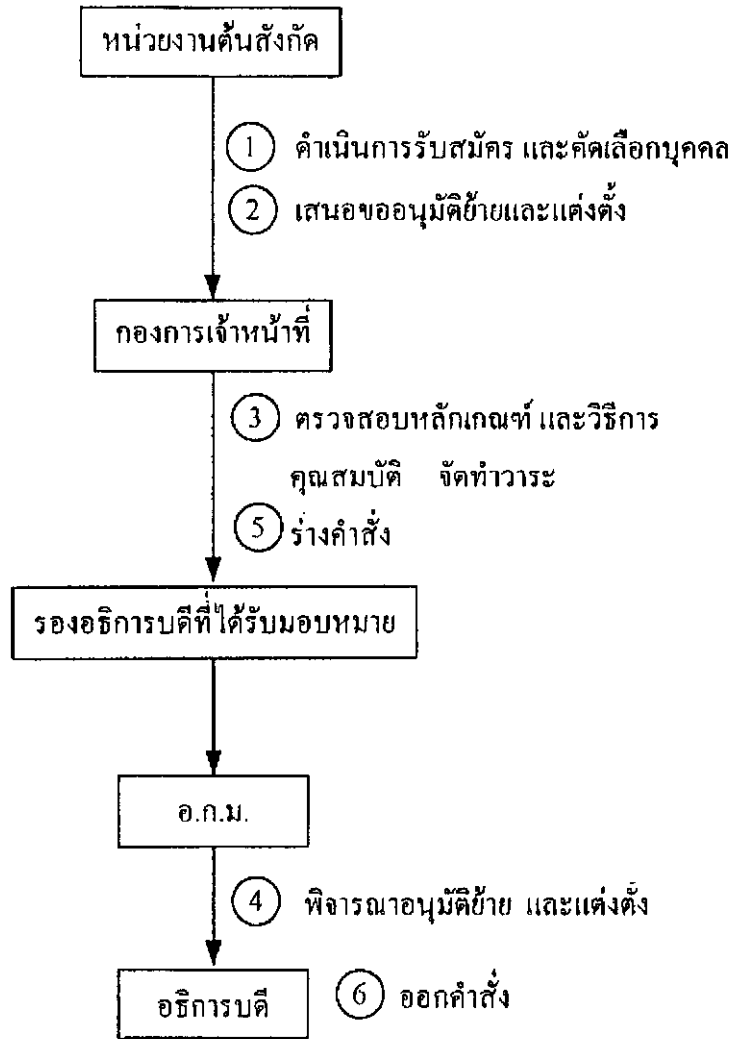 หน่วยงานต้นสังกัด
1 ดำเนินการรับสมัคร และคัดเลือกบุคคล
2 เสนอขออนุมัติย้ายและแต่งตั้ง
กองการเจ้าหน้าที่
3 ตรวจสอบหลักเกณฑ์ และวิธีการ
คุณสมบัติ จัดทำวาระ
5 ร่างคำสั่ง
รองอธิการบดีที่ได้รับมอบหมาย
อ.ก.ม.
4 พิจารณาอนุมัติย้าย และแต่งตั้ง
อธิการบดี 6 ออกคำสั่ง